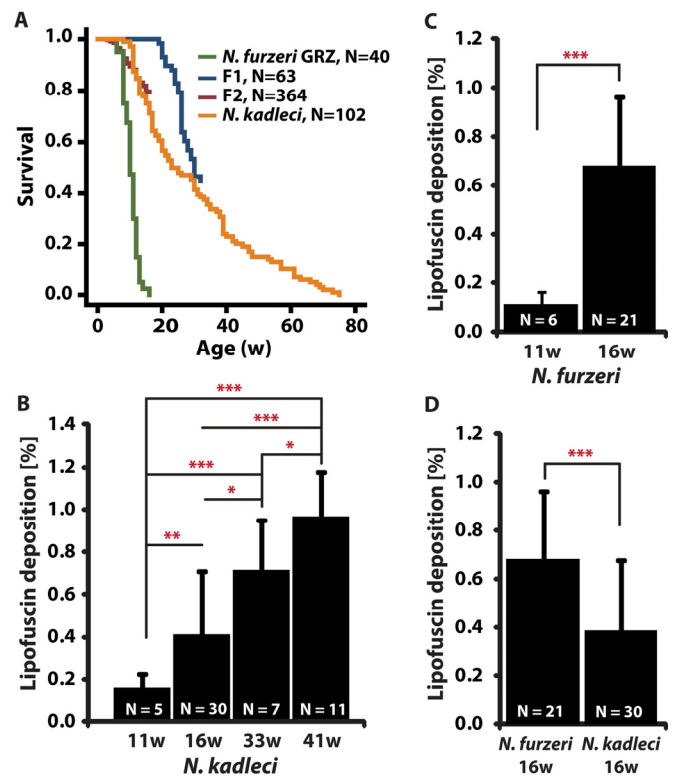 A
1.0
0.8
0.6
0.4
0.2
0.0
Survival
0 20 40 60 80
Age (w)
N. furzeri GRZ, N=40
F1, N=63
F2, N=364
N. kadleci, N=102
B
1.4
1.2
1.0
0.8
0.6
0.4
0.2
0.0
Lipofuscin deposition [%]
***
***
*
***
*
**
N = 5 N = 30 N = 7 N = 11
11w 16w 33w 41w
N. kadleci
C
1.2
1.0
0.8
0.6
0.4
0.2
0.0
Lipofuscin deposition [%]
***
N = 6 N = 21
11w 16w
N. furzeri
D
1.2
1.0
0.8
0.6
0.4
0.2
0.0
Lipofuscin deposition [%]
***
N = 21 N = 30
N. furzeri N. kadleci
16w 16w